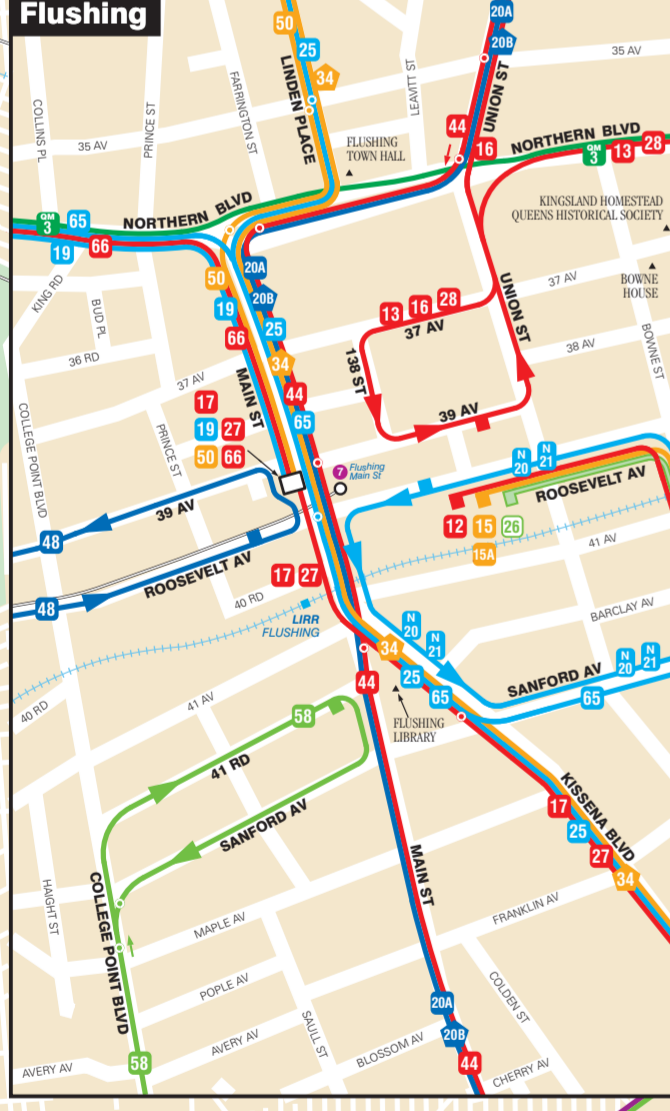 Flushing
50
20A
25
20B
34
35 AV
LINDEN PLACE
UNION ST
LEAVITT ST
FARRINGTON ST
COLLINS PL
PRINCE ST
35 AV
44
16
FLUSHING
TOWN HALL
NORTHERN BLVD
QM
3
13
28
KINGSLAND HOMESTEAD
QUEENS HISTORICAL SOCIETY
NORTHERN BLVD
QM
3
65
19
66
KING RD
BUD PL
50
20A
20B
19
25
66
34
44
65
37 AV
BOWNE
HOUSE
UNION ST
13
16
28
37 AV
138 ST
38 AV
BOWNE ST
36 RD
37 AV
MAIN ST
17
19
27
50
66
39 AV
COLLEGE POINT BLVD
PRINCE ST
7
Flushing
Main St
N
20
N
21
ROOSEVELT AV
39 AV
48
12
15
26
15A
41 AV
ROOSEVELT AV
48
17
27
40 RD
LIRR
FLUSHING
BARCLAY AV
N
20
N
21
34
25
65
N
20
N
21
SANFORD AV
65
44
40 RD
41 AV
58
FLUSHING
LIBRARY
41 RD
SANFORD AV
KISSENA BLVD
17
25
27
34
MAIN ST
COLLEGE POINT BLVD
HAIGHT ST
MAPLE AV
FRANKLIN AV
POPLE AV
COLDEN ST
SAULL ST
20A
20B
44
AVERY AV
AVERY AV
BLOSSOM AV
CHERRY AV
58